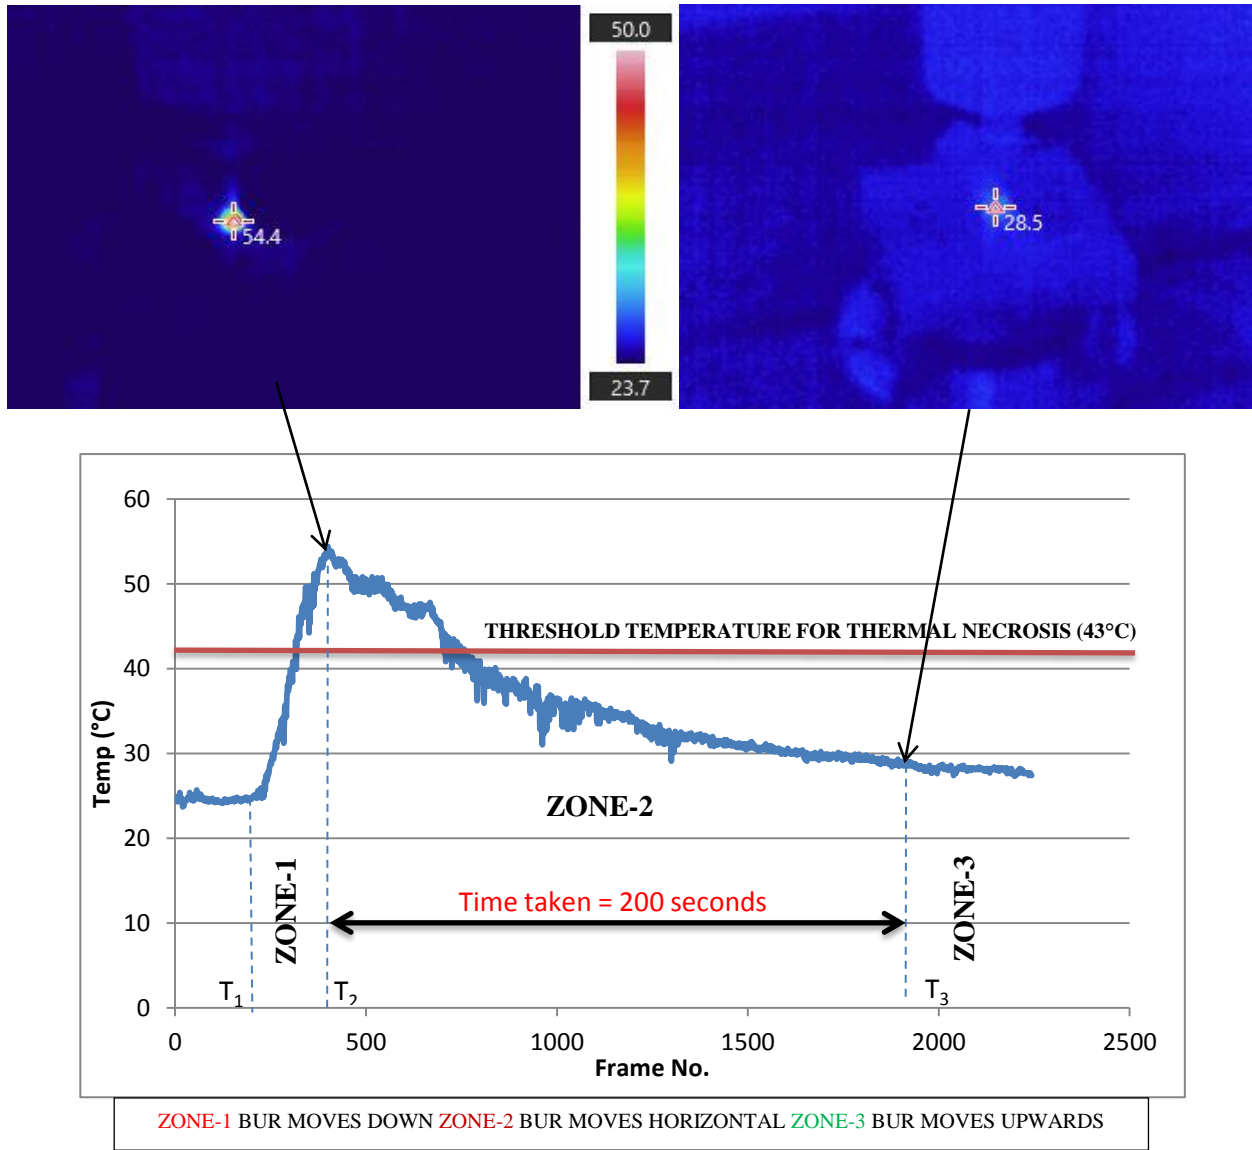 50.0
54.4
28.5
23.7
60
50
40
30
20
10
0
Temp (°C)
THRESHOLD TEMPERATURE FOR THERMAL NECROSIS (43°C)
ZONE-1
ZONE-2
ZONE-3
Time taken = 200 seconds
T1
T2
T3
0 500 1000 1500 2000 2500
Frame No.
ZONE-1 BUR MOVES DOWN ZONE-2 BUR MOVES HORIZONTAL ZONE-3 BUR MOVES UPWARDS